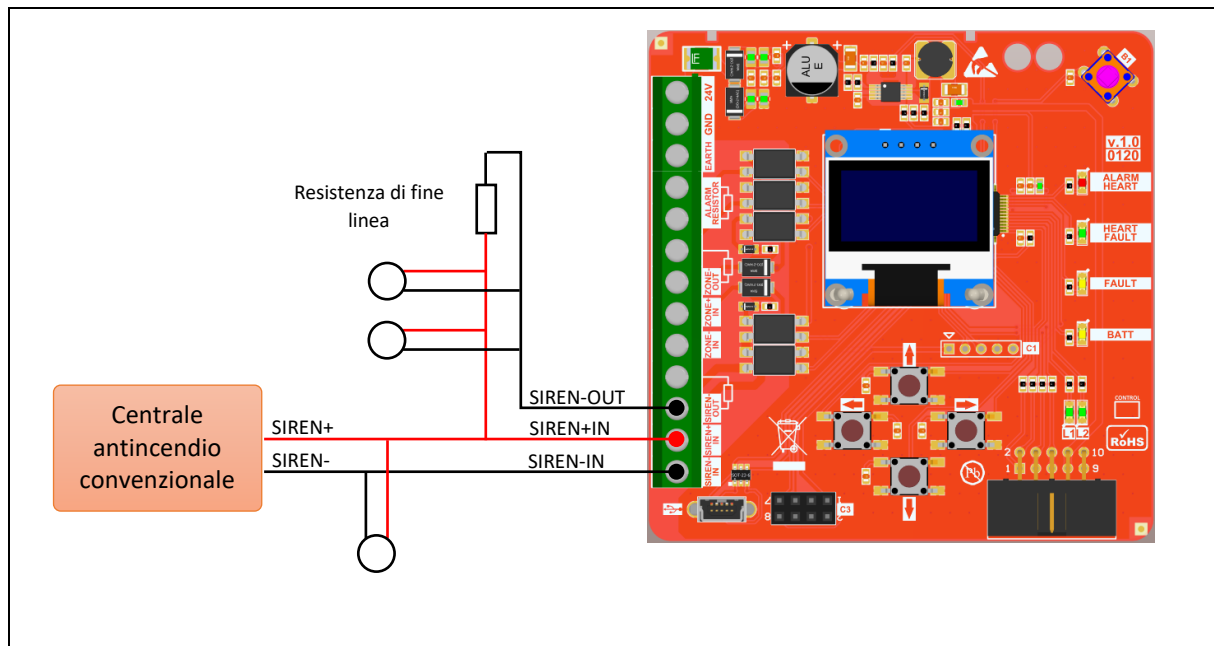 Resistenza di fine
linea
Centrale
antincendio
convenzionale
SIREN+
SIREN-
SIREN-OUT
SIREN+IN
SIREN-IN
24V
GND
EARTH
ALARM
RESISTOR
ZONE-
OUT
ZONE+
IN
ZONE-
IN
SIREN-
OUT
SIREN+
IN
SIREN-
IN
ALU
E
B1
v.1.0
0120
ALARM
HEART
HEART
FAULT
FAULT
BATT
C1
L1 L2
CONTROL
RoHS
Pb
2 10
1 9
C3